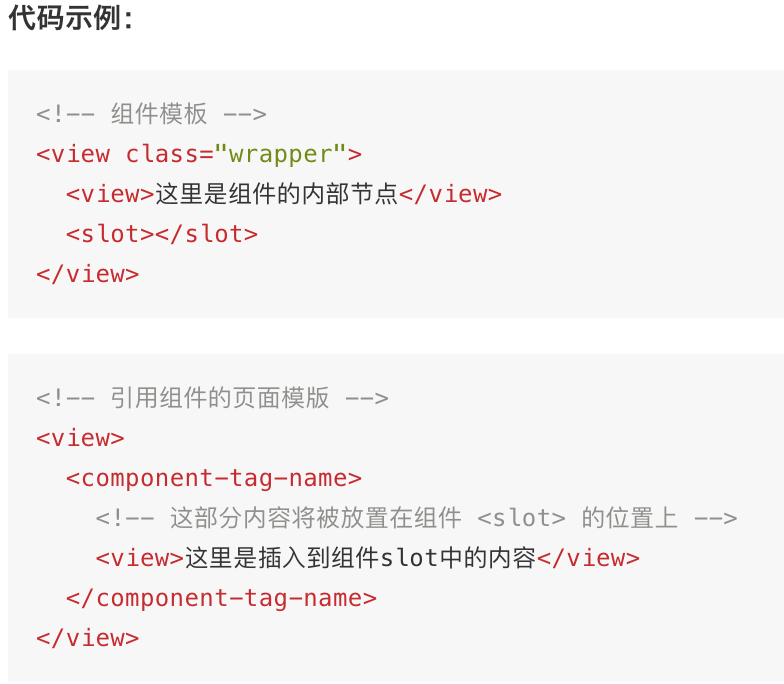 代码示例：
<!-- 组件模板 -->
<view class="wrapper">
  <view>这里是组件的内部节点</view>
  <slot></slot>
</view>
<!-- 引用组件的页面模版 -->
<view>
  <component-tag-name>
    <!-- 这部分内容将被放置在组件 <slot> 的位置上 -->
    <view>这里是插入到组件slot中的内容</view>
  </component-tag-name>
</view>